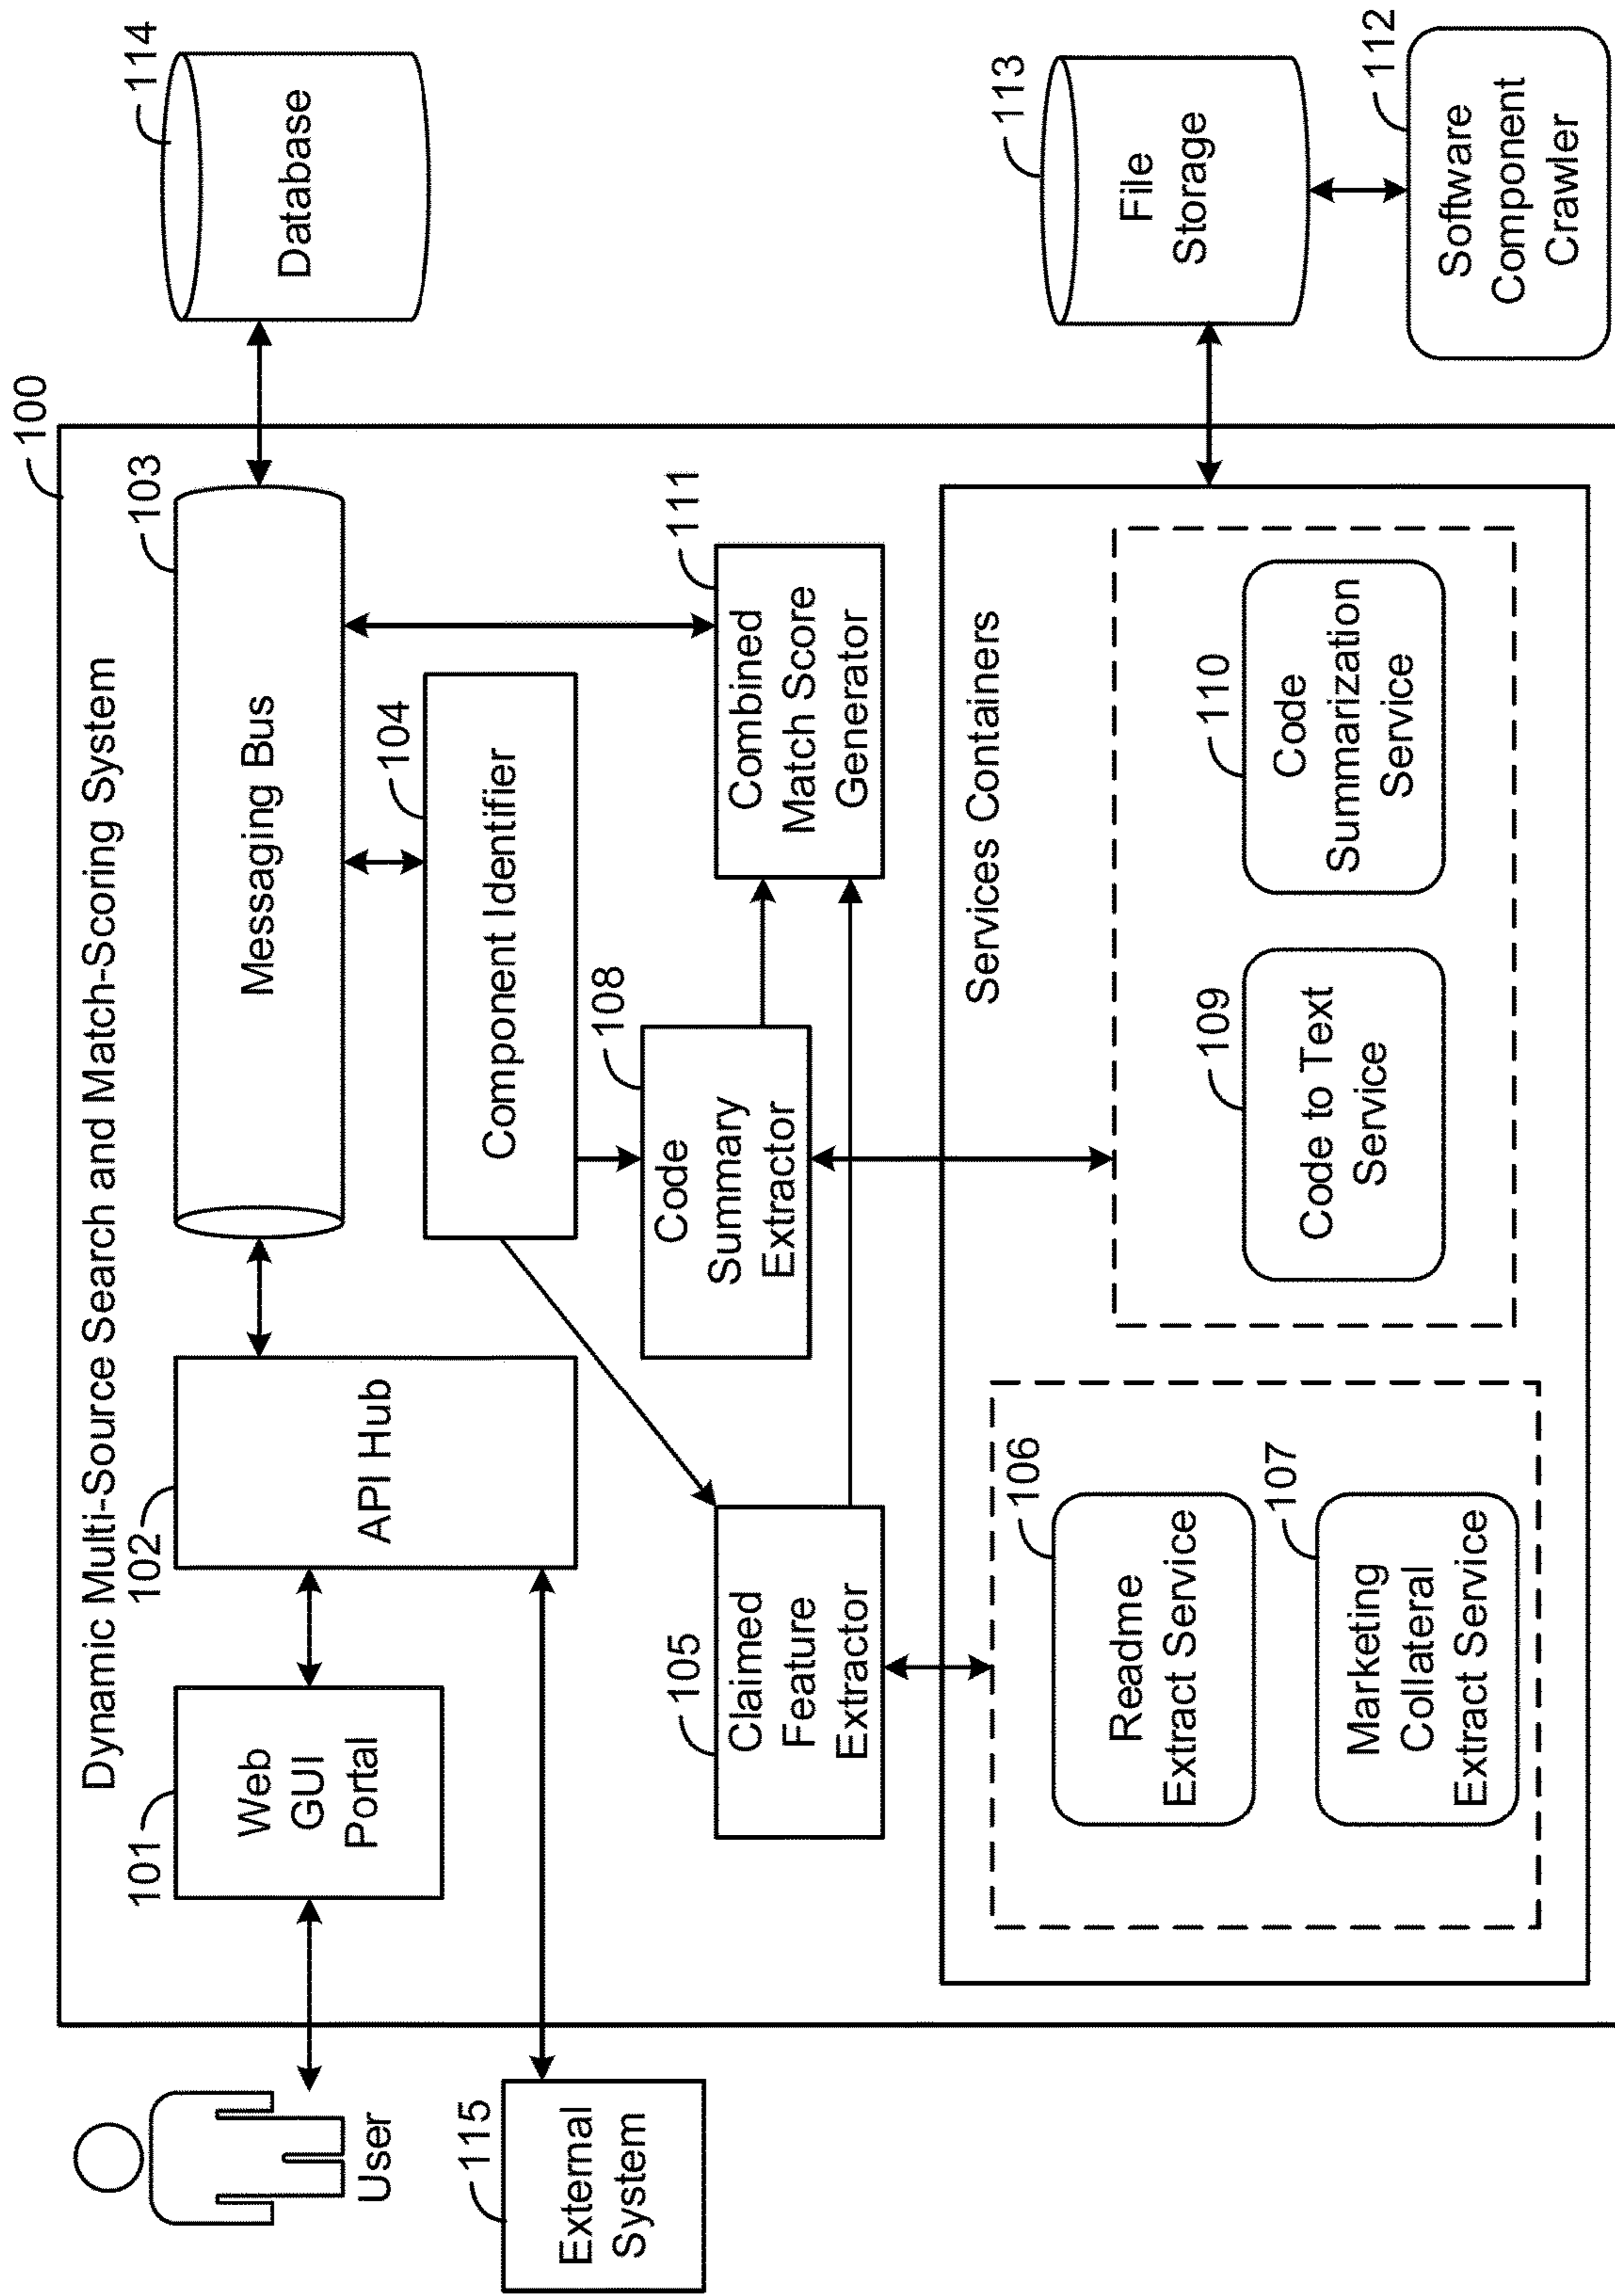 100
Dynamic Multi-Source Search and Match-Scoring System
User
101
Web
GUI
Portal
102
API Hub
103
Messaging Bus
114
Database
115
External
System
104
Component Identifier
105
Claimed
Feature
Extractor
108
Code
Summary
Extractor
111
Combined
Match Score
Generator
Services Containers
106
Readme
Extract Service
107
Marketing
Collateral
Extract Service
109
Code to Text
Service
110
Code
Summarization
Service
113
File
Storage
112
Software
Component
Crawler